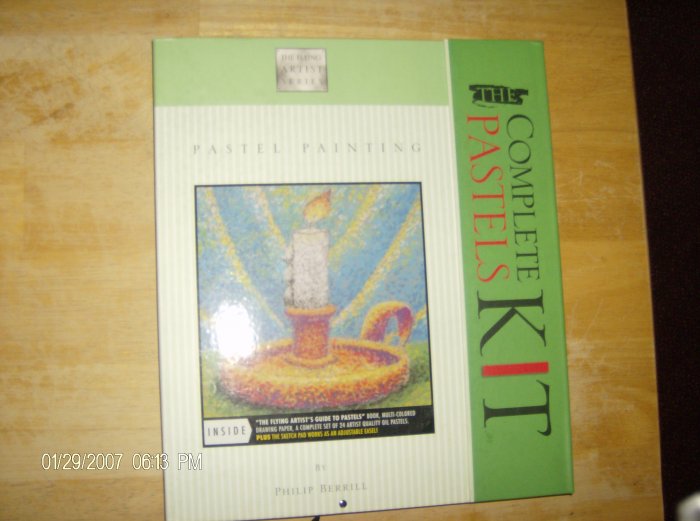 THE FLYING
ARTIST
SERIES
PASTEL PAINTING
THE
COMPLETE
PASTELS
KIT
INSIDE
"THE FLYING ARTIST'S GUIDE TO PASTELS" BOOK, MULTI-COLORED
DRAWING PAPER, A COMPLETE SET OF 24 ARTIST QUALITY OIL PASTELS.
PLUS THE SKETCH PAD WORKS AS AN ADJUSTABLE EASEL!
BY
PHILIP BERRILL
01/29/2007 06:13 PM